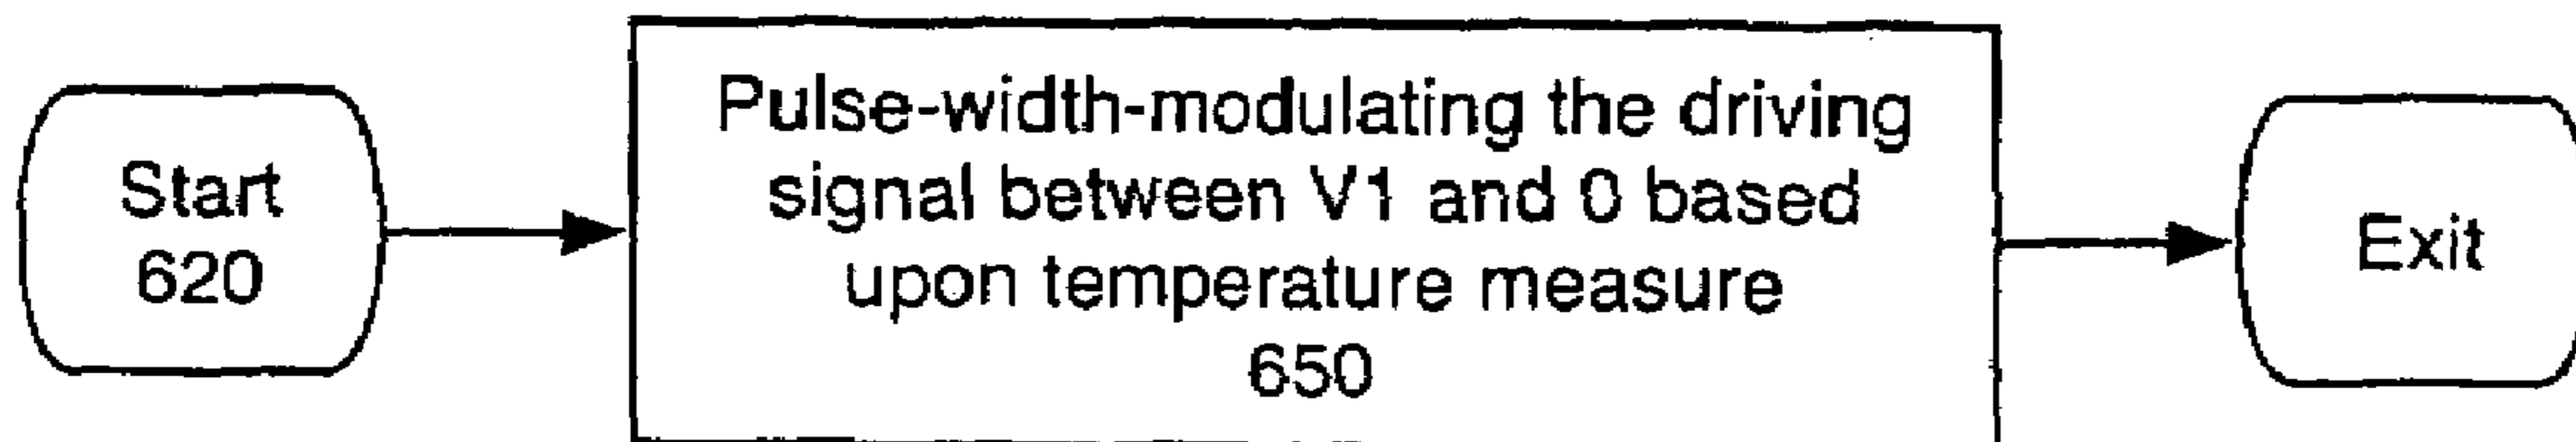 Start
620
Pulse-width-modulating the driving
signal between V1 and 0 based
upon temperature measure
650
Exit